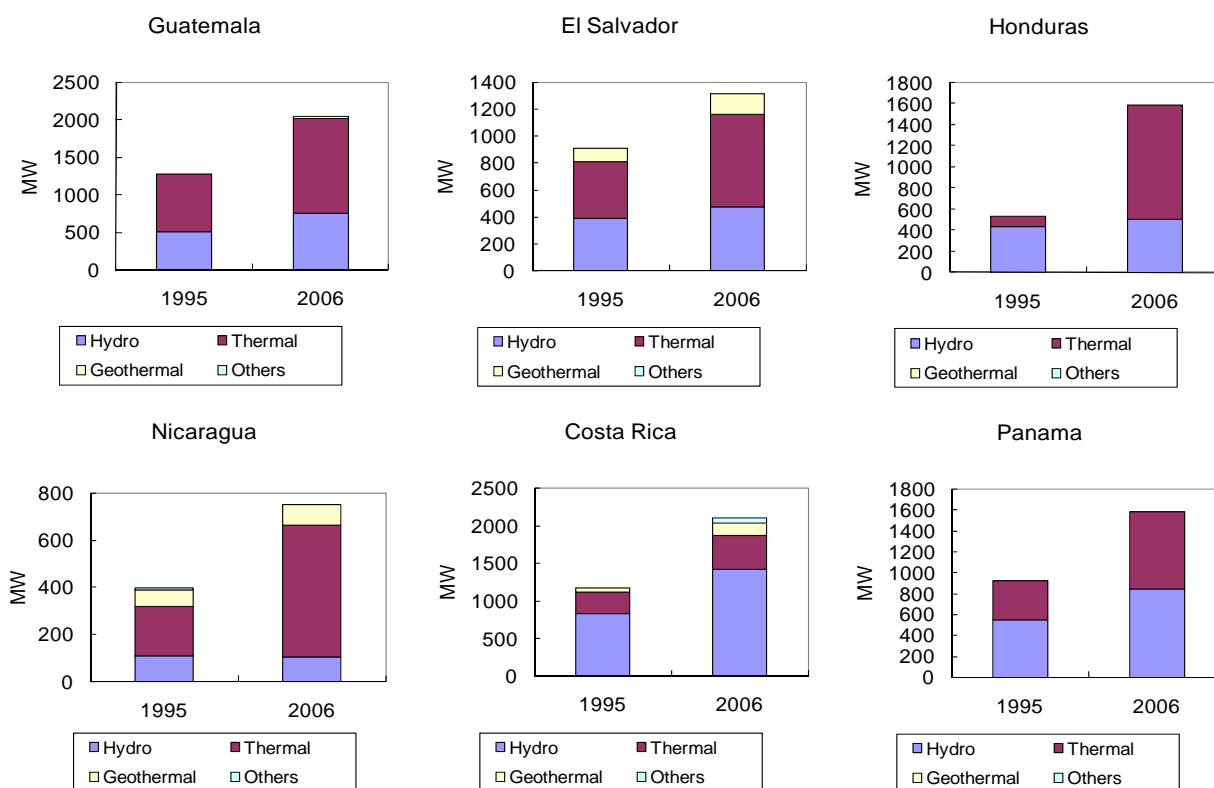 Guatemala
2500
2000
1500
1000
500
0
MW
1995 2006
Hydro Thermal
Geothermal Others
El Salvador
1400
1200
1000
800
600
400
200
0
MW
1995 2006
Hydro Thermal
Geothermal Others
Honduras
1800
1600
1400
1200
1000
800
600
400
200
0
MW
1995 2006
Hydro Thermal
Geothermal Others
Nicaragua
800
600
400
200
0
MW
1995 2006
Hydro Thermal
Geothermal Others
Costa Rica
2500
2000
1500
1000
500
0
MW
1995 2006
Hydro Thermal
Geothermal Others
Panama
1800
1600
1400
1200
1000
800
600
400
200
0
MW
1995 2006
Hydro Thermal
Geothermal Others